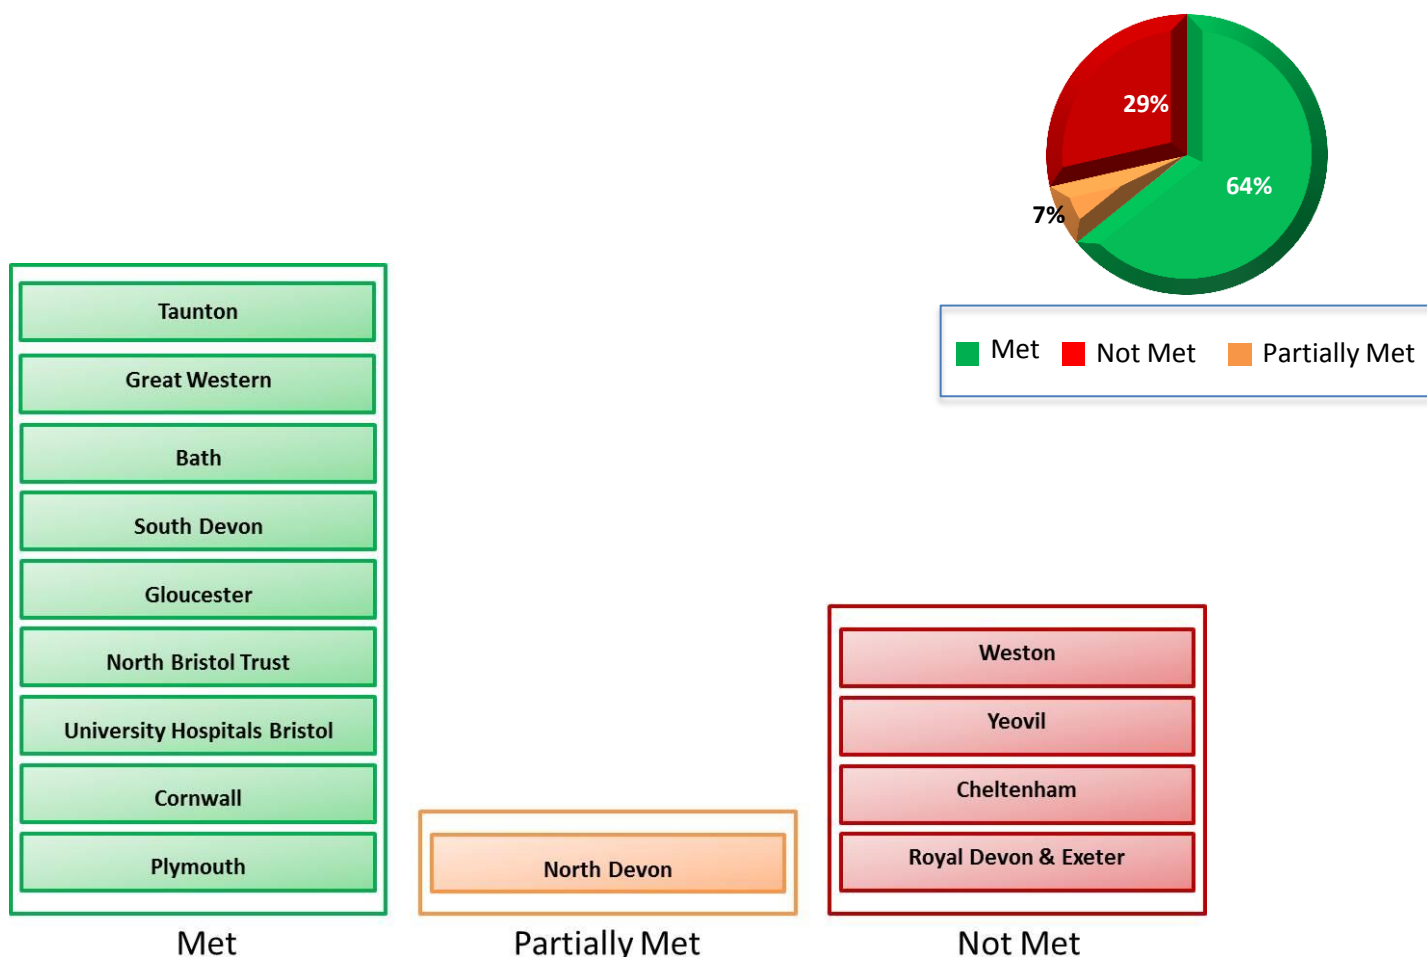 29%
64%
7%
Met
Not Met
Partially Met
Taunton
Great Western
Bath
South Devon
Gloucester
North Bristol Trust
University Hospitals Bristol
Cornwall
Plymouth
Met
North Devon
Partially Met
Weston
Yeovil
Cheltenham
Royal Devon & Exeter
Not Met